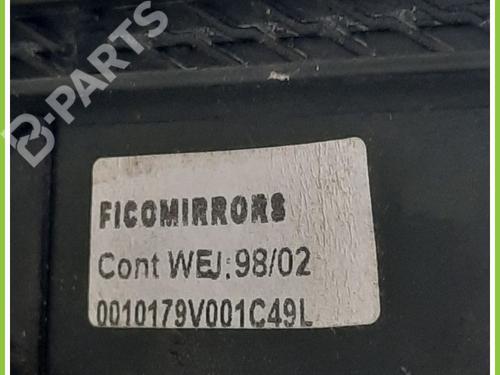 B-PARTS
FICOMIRRORS
Cont WEJ:98/02
0010179V001C49L